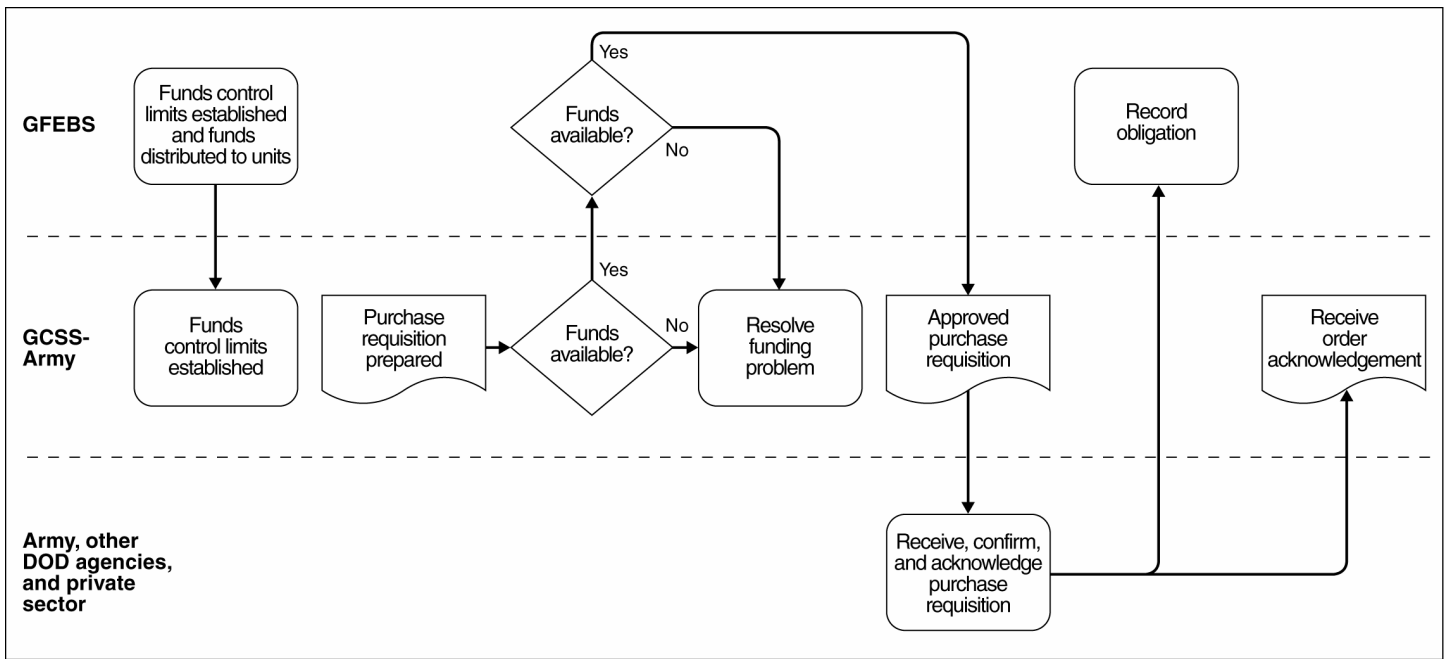 GFEBS
Funds control
limits established
and funds
distributed to units
Yes
Funds
available?
No
Record
obligation
GCSS-
Army
Funds
control limits
established
Purchase
requisition
prepared
Yes
Funds
available?
No
Resolve
funding
problem
Approved
purchase
requisition
Receive
order
acknowledgement
Army, other
DOD agencies,
and private
sector
Receive, confirm,
and acknowledge
purchase
requisition